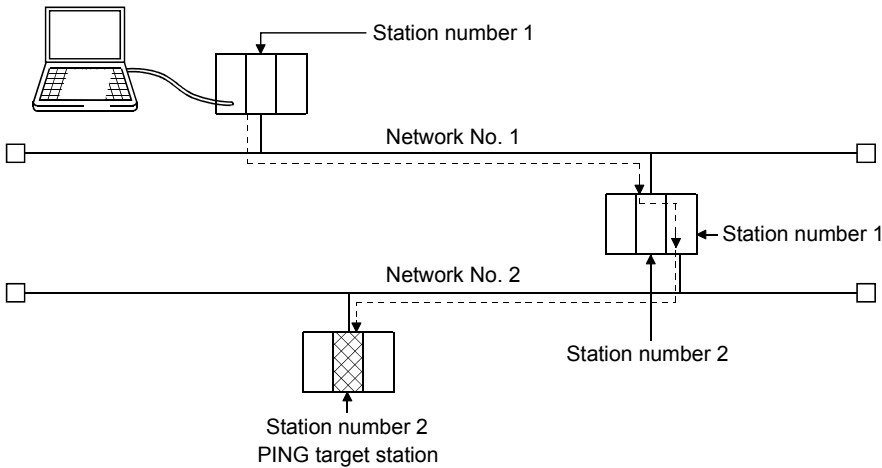 Station number 1
Network No. 1
Station number 1
Network No. 2
Station number 2
Station number 2
PING target station